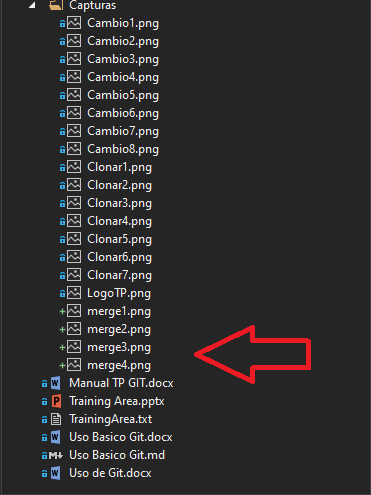 Capturas
Cambio1.png
Cambio2.png
Cambio3.png
Cambio4.png
Cambio5.png
Cambio6.png
Cambio7.png
Cambio8.png
Clonar1.png
Clonar2.png
Clonar3.png
Clonar4.png
Clonar5.png
Clonar6.png
Clonar7.png
LogoTP.png
merge1.png
merge2.png
merge3.png
merge4.png
Manual TP GIT.docx
Training Area.pptx
TrainingArea.txt
Uso Basico Git.docx
Uso Basico Git.md
Uso de Git.docx